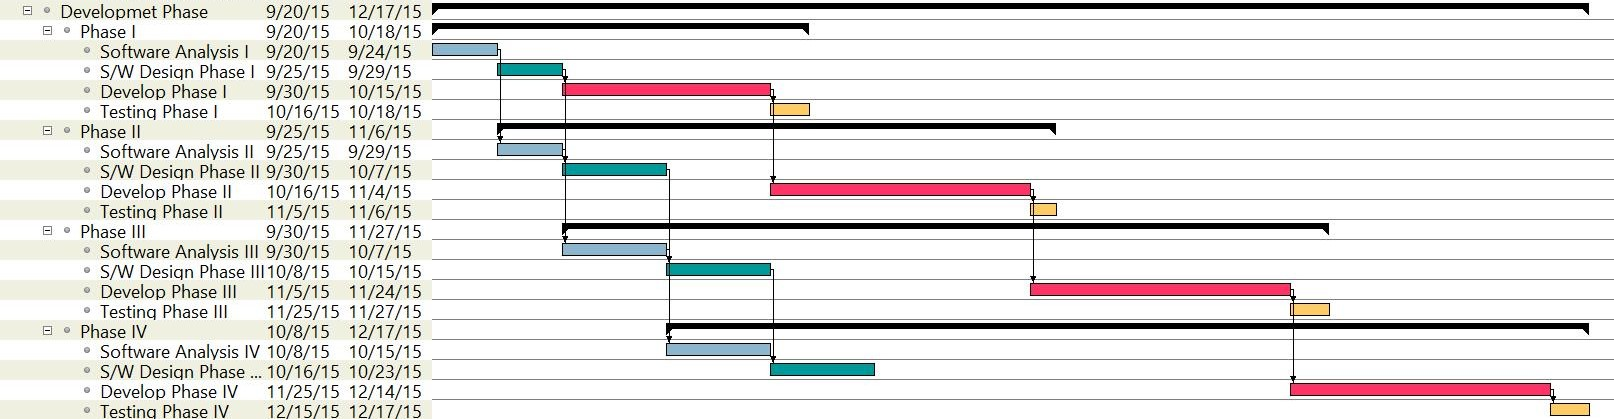 Developmet Phase 9/20/15 12/17/15
Phase I 9/20/15 10/18/15
Software Analysis I 9/20/15 9/24/15
S/W Design Phase I 9/25/15 9/29/15
Develop Phase I 9/30/15 10/15/15
Testing Phase I 10/16/15 10/18/15
Phase II 9/25/15 11/6/15
Software Analysis II 9/25/15 9/29/15
S/W Design Phase II 9/30/15 10/7/15
Develop Phase II 10/16/15 11/4/15
Testing Phase II 11/5/15 11/6/15
Phase III 9/30/15 11/27/15
Software Analysis III 9/30/15 10/7/15
S/W Design Phase III 10/8/15 10/15/15
Develop Phase III 11/5/15 11/24/15
Testing Phase III 11/25/15 11/27/15
Phase IV 10/8/15 12/17/15
Software Analysis IV 10/8/15 10/15/15
S/W Design Phase ... 10/16/15 10/23/15
Develop Phase IV 11/25/15 12/14/15
Testing Phase IV 12/15/15 12/17/15